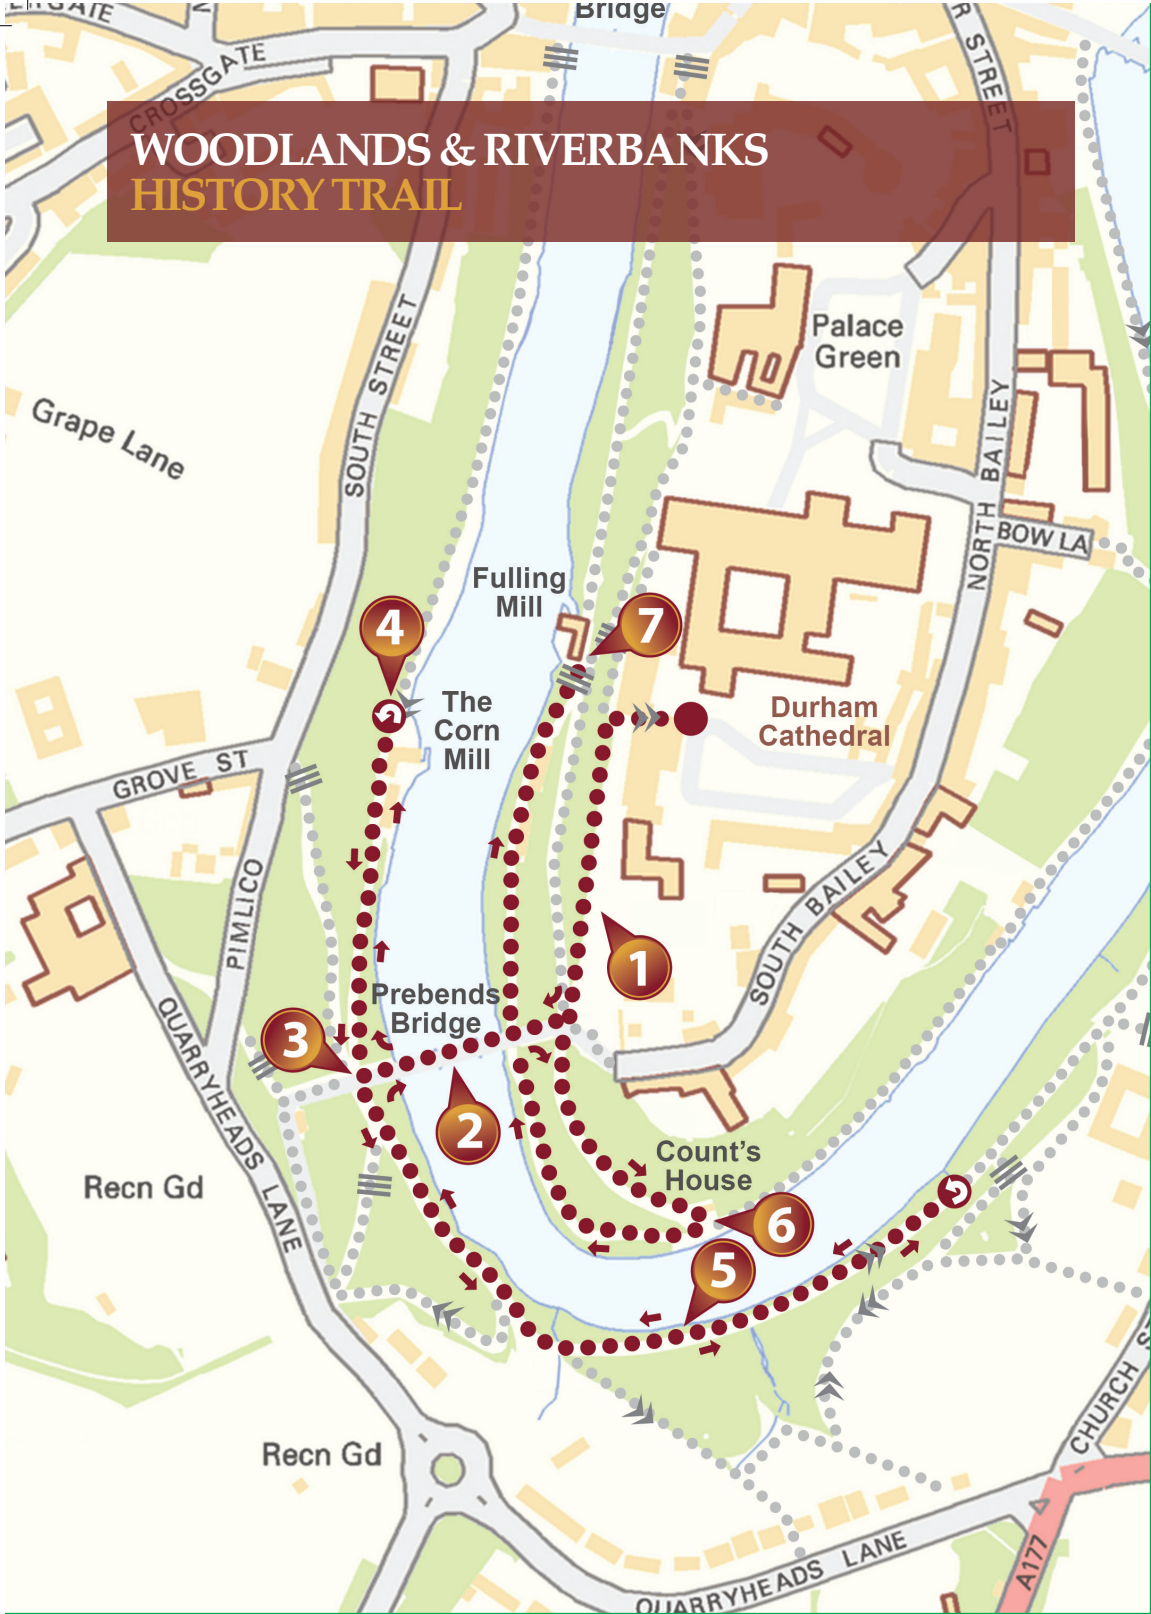 Bridge
CROSSGATE
STREET
WOODLANDS & RIVERBANKS
HISTORY TRAIL
Palace
Green
SOUTH STREET
Grape Lane
NORTH BAILEY
BOW LA
Fulling
Mill
4
7
The
Corn
Mill
Durham
Cathedral
GROVE ST
PIMLICO
SOUTH BAILEY
1
Prebends
Bridge
3
2
QUARRYHEADS LANE
Count's
House
Recn Gd
6
5
CHURCH
Recn Gd
A177
QUARRYHEADS LANE